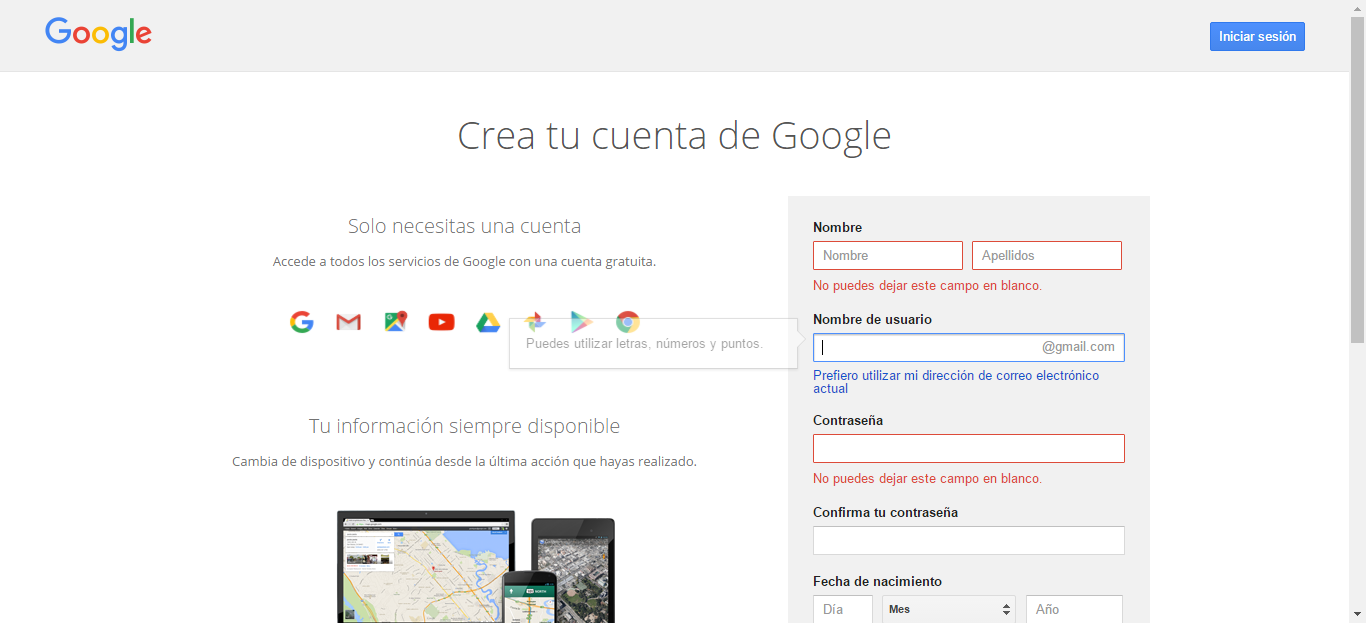 Google
Iniciar sesión
Crea tu cuenta de Google
Solo necesitas una cuenta
Accede a todos los servicios de Google con una cuenta gratuita.
Tu información siempre disponible
Cambia de dispositivo y continúa desde la última acción que hayas realizado.
Nombre
Nombre Apellidos
No puedes dejar este campo en blanco.
Nombre de usuario
@gmail.com
Puedes utilizar letras, números y puntos.
Prefiero utilizar mi dirección de correo electrónico
actual
Contraseña
No puedes dejar este campo en blanco.
Confirma tu contraseña
Fecha de nacimiento
Día Mes Año